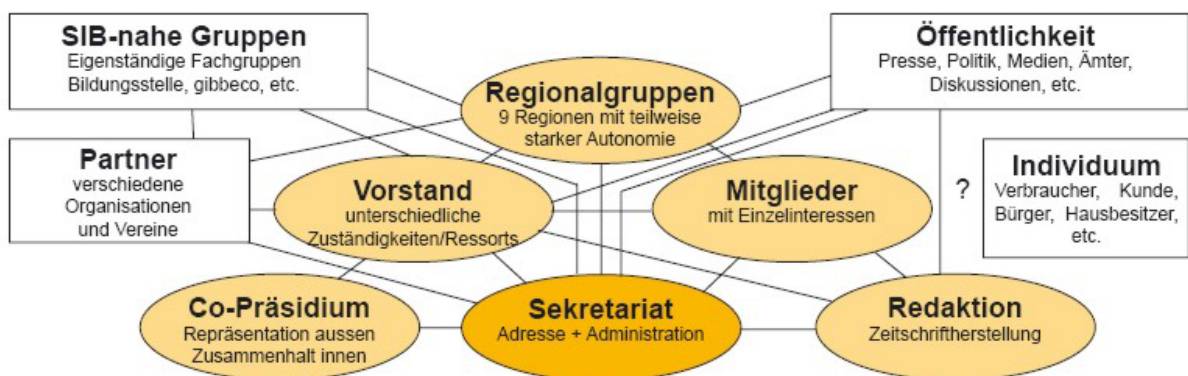 SIB-nahe Gruppen
Eigenständige Fachgruppen
Bildungsstelle, gibbeco, etc.
Öffentlichkeit
Presse, Politik, Medien, Ämter,
Diskussionen, etc.
Regionalgruppen
9 Regionen mit teilweise
starker Autonomie
Partner
verschiedene
Organisationen
und Vereine
Vorstand
unterschiedliche
Zuständigkeiten/Ressorts
Mitglieder
mit Einzelinteressen
?
Individuum
Verbraucher, Kunde,
Bürger, Hausbesitzer,
etc.
Co-Präsidium
Repräsentation aussen
Zusammenhalt innen
Sekretariat
Adresse + Administration
Redaktion
Zeitschriftherstellung